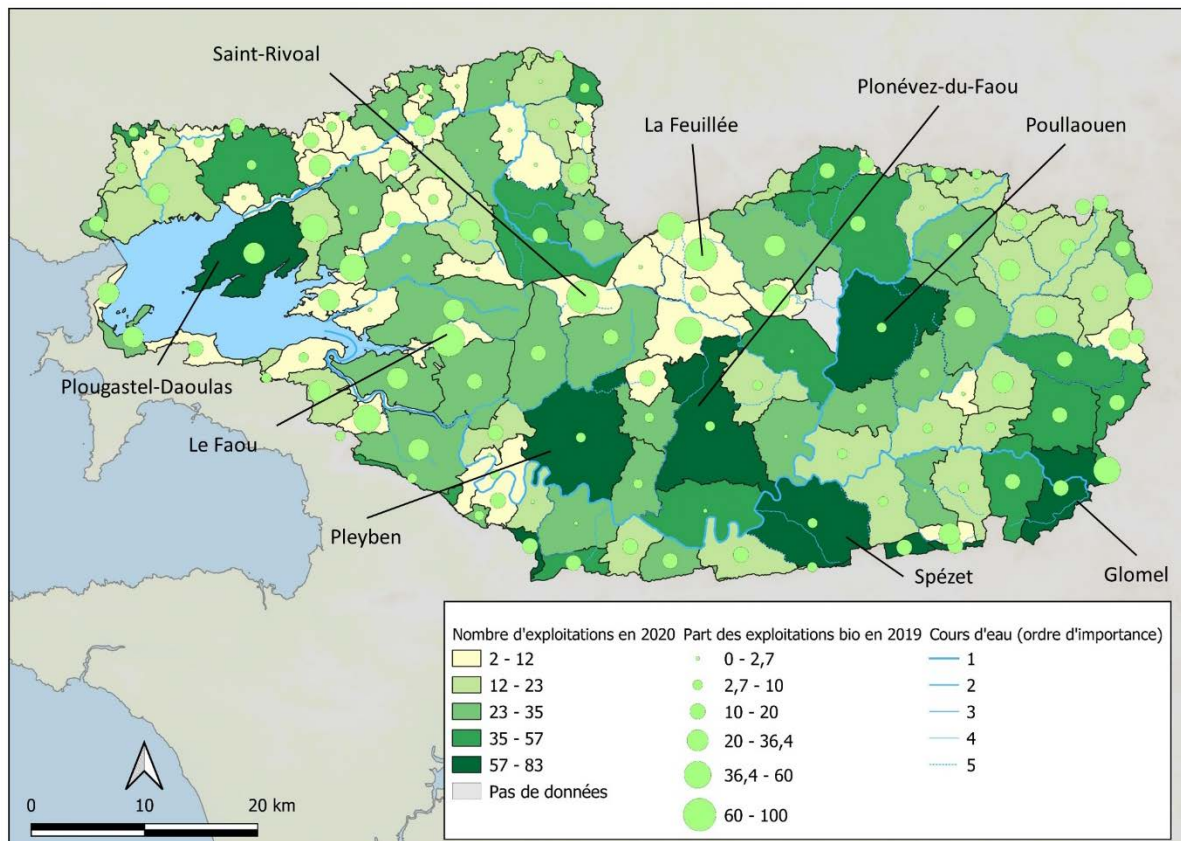 Saint-Rivoal
Plonévez-du-Faou
La Feuillée
Poullaouen
Plougastel-Daoulas
Le Faou
Pleyben
Spézet
Glomel
Nombre d'exploitations en 2020
2 - 12
12 - 23
23 - 35
35 - 57
57 - 83
Pas de données
Part des exploitations bio en 2019
0 - 2,7
2,7 - 10
10 - 20
20 - 36,4
36,4 - 60
60 - 100
Cours d'eau (ordre d'importance)
1
2
3
4
5
0 10 20 km